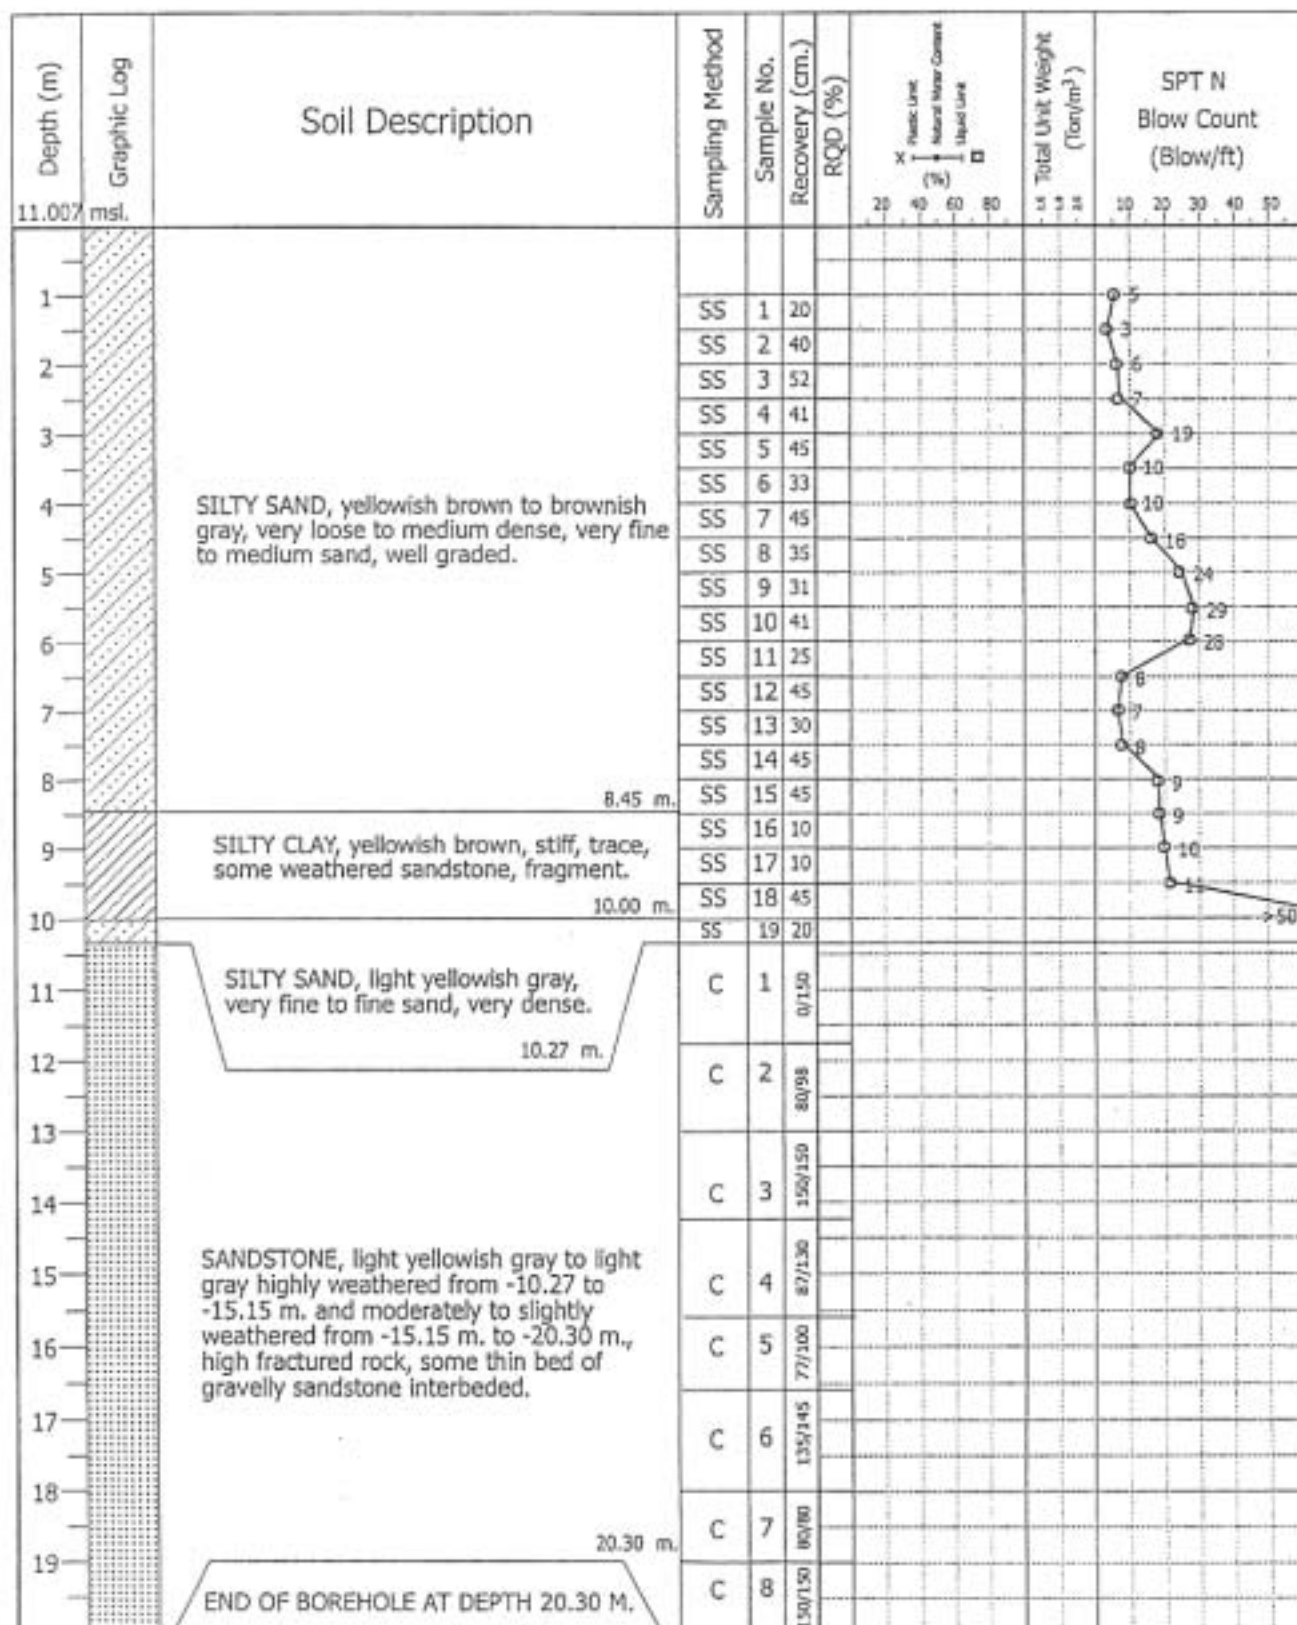 Depth (m)
Graphic Log
Soil Description
Sampling Method
Sample No.
Recovery (cm.)
RQD (%)
Plastic Limit
Natural Water Content
Liquid Limit
X
(%)
20 40 60 80
Total Unit Weight
(Ton/m³)
SPT N
Blow Count
(Blow/ft)
10 20 30 40 50
11.007 msl.
1
SS 1 20
5
SS 2 40
3
2
SS 3 52
6
SS 4 41
7
3
SS 5 45
19
SS 6 33
10
4
SS 7 45
10
SILTY SAND, yellowish brown to brownish
gray, very loose to medium dense, very fine
to medium sand, well graded.
SS 8 35
16
5
SS 9 31
24
SS 10 41
29
6
SS 11 25
28
SS 12 45
7
SS 13 30
7
SS 14 45
8
8
SS 15 45
9
8.45 m.
SS 16 10
9
SILTY CLAY, yellowish brown, stiff, trace,
some weathered sandstone, fragment.
9
SS 17 10
10
SS 18 45
11
10.00 m.
10
SS 19 20
>50
SILTY SAND, light yellowish gray,
very fine to fine sand, very dense.
10.27 m.
11
C 1 0/150
12
C 2 80/98
13
C 3 150/150
14
SANDSTONE, light yellowish gray to light
gray highly weathered from -10.27 to
-15.15 m. and moderately to slightly
weathered from -15.15 m. to -20.30 m.,
high fractured rock, some thin bed of
gravelly sandstone interbeded.
15
C 4 87/130
16
C 5 77/100
17
C 6 135/145
18
C 7 80/80
20.30 m.
19
C 8 150/150
END OF BOREHOLE AT DEPTH 20.30 M.